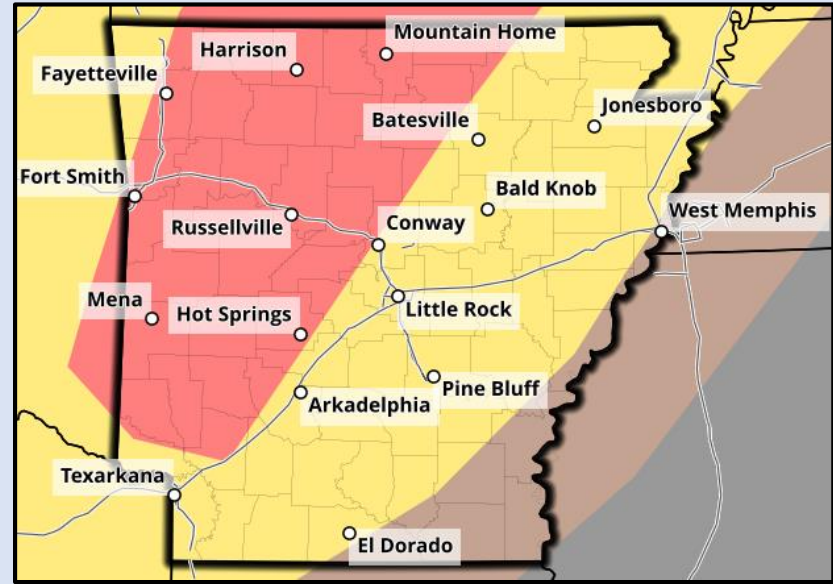 Mountain Home
Harrison
Fayetteville
Jonesboro
Batesville
Fort Smith
Bald Knob
West Memphis
Russellville
Conway
Mena
Hot Springs
Little Rock
Pine Bluff
Arkadelphia
Texarkana
El Dorado